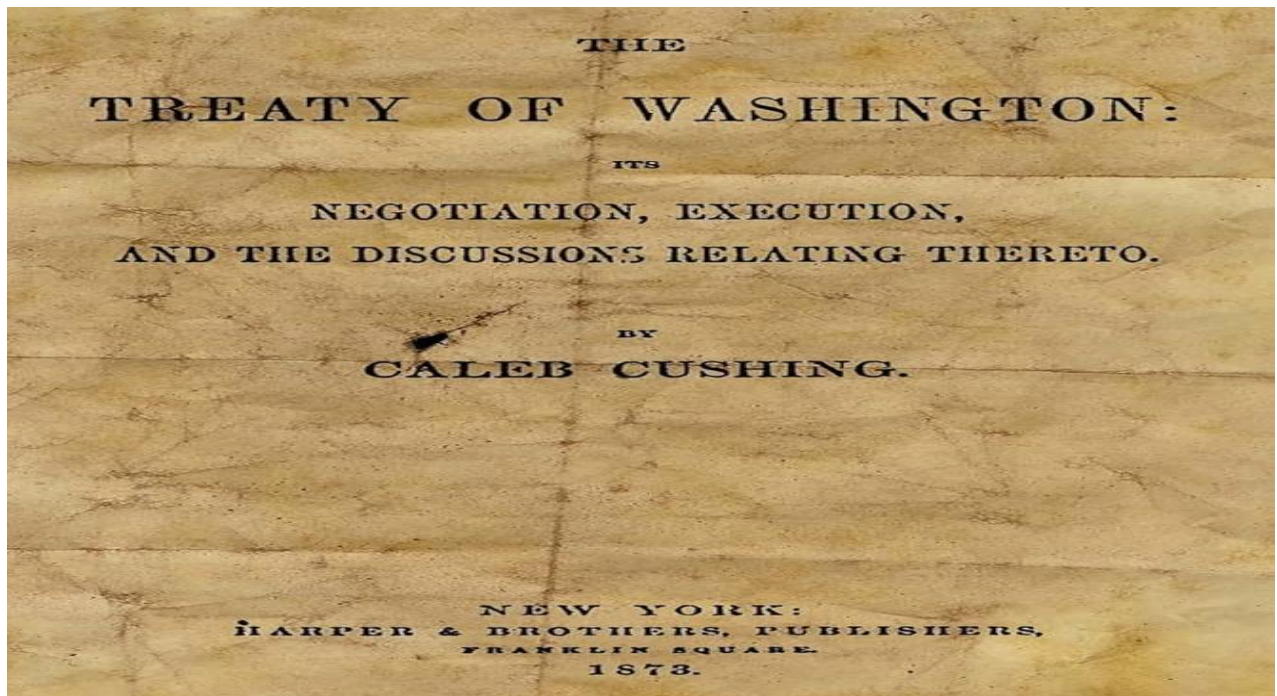 THE
TREATY OF WASHINGTON:
ITS
NEGOTIATION, EXECUTION,
AND THE DISCUSSIONS RELATING THERETO.
BY
CALEB CUSHING.
NEW YORK:
HARPER & BROTHERS, PUBLISHERS,
FRANKLIN SQUARE.
1873.